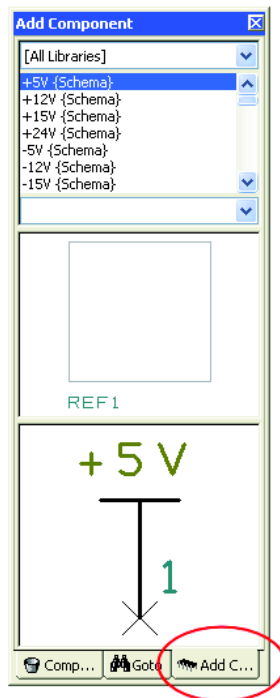 Add Component
[All Libraries]
+5V {Schema}
+12V {Schema}
+15V {Schema}
+24V {Schema}
-5V {Schema}
-12V {Schema}
-15V {Schema}
REF1
+5V
1
Comp... Goto Add C...